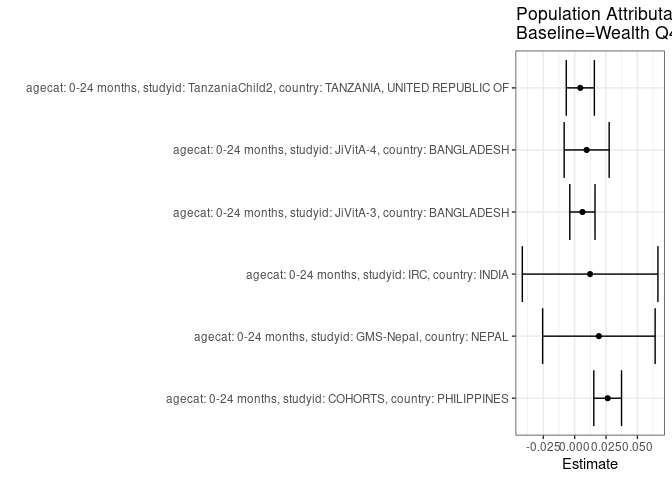 Population Attributa
Baseline=Wealth Q4
agecat: 0-24 months, studyid: TanzaniaChild2, country: TANZANIA, UNITED REPUBLIC OF
agecat: 0-24 months, studyid: JiVitA-4, country: BANGLADESH
agecat: 0-24 months, studyid: JiVitA-3, country: BANGLADESH
agecat: 0-24 months, studyid: IRC, country: INDIA
agecat: 0-24 months, studyid: GMS-Nepal, country: NEPAL
agecat: 0-24 months, studyid: COHORTS, country: PHILIPPINES
-0.025 0.000 0.025 0.050
Estimate